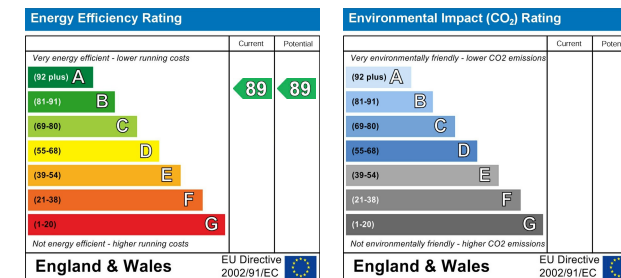 Energy Efficiency Rating
Current Potential
Very energy efficient - lower running costs
(92 plus) A
(81-91) B
(69-80) C
(55-68) D
(39-54) E
(21-38) F
(1-20) G
89 89
Not energy efficient - higher running costs
England & Wales
EU Directive
2002/91/EC
Environmental Impact (CO₂) Rating
Current Poten
Very environmentally friendly - lower CO2 emissions
(92 plus) A
(81-91) B
(69-80) C
(55-68) D
(39-54) E
(21-38) F
(1-20) G
Not environmentally friendly - higher CO2 emissions
England & Wales
EU Directive
2002/91/EC